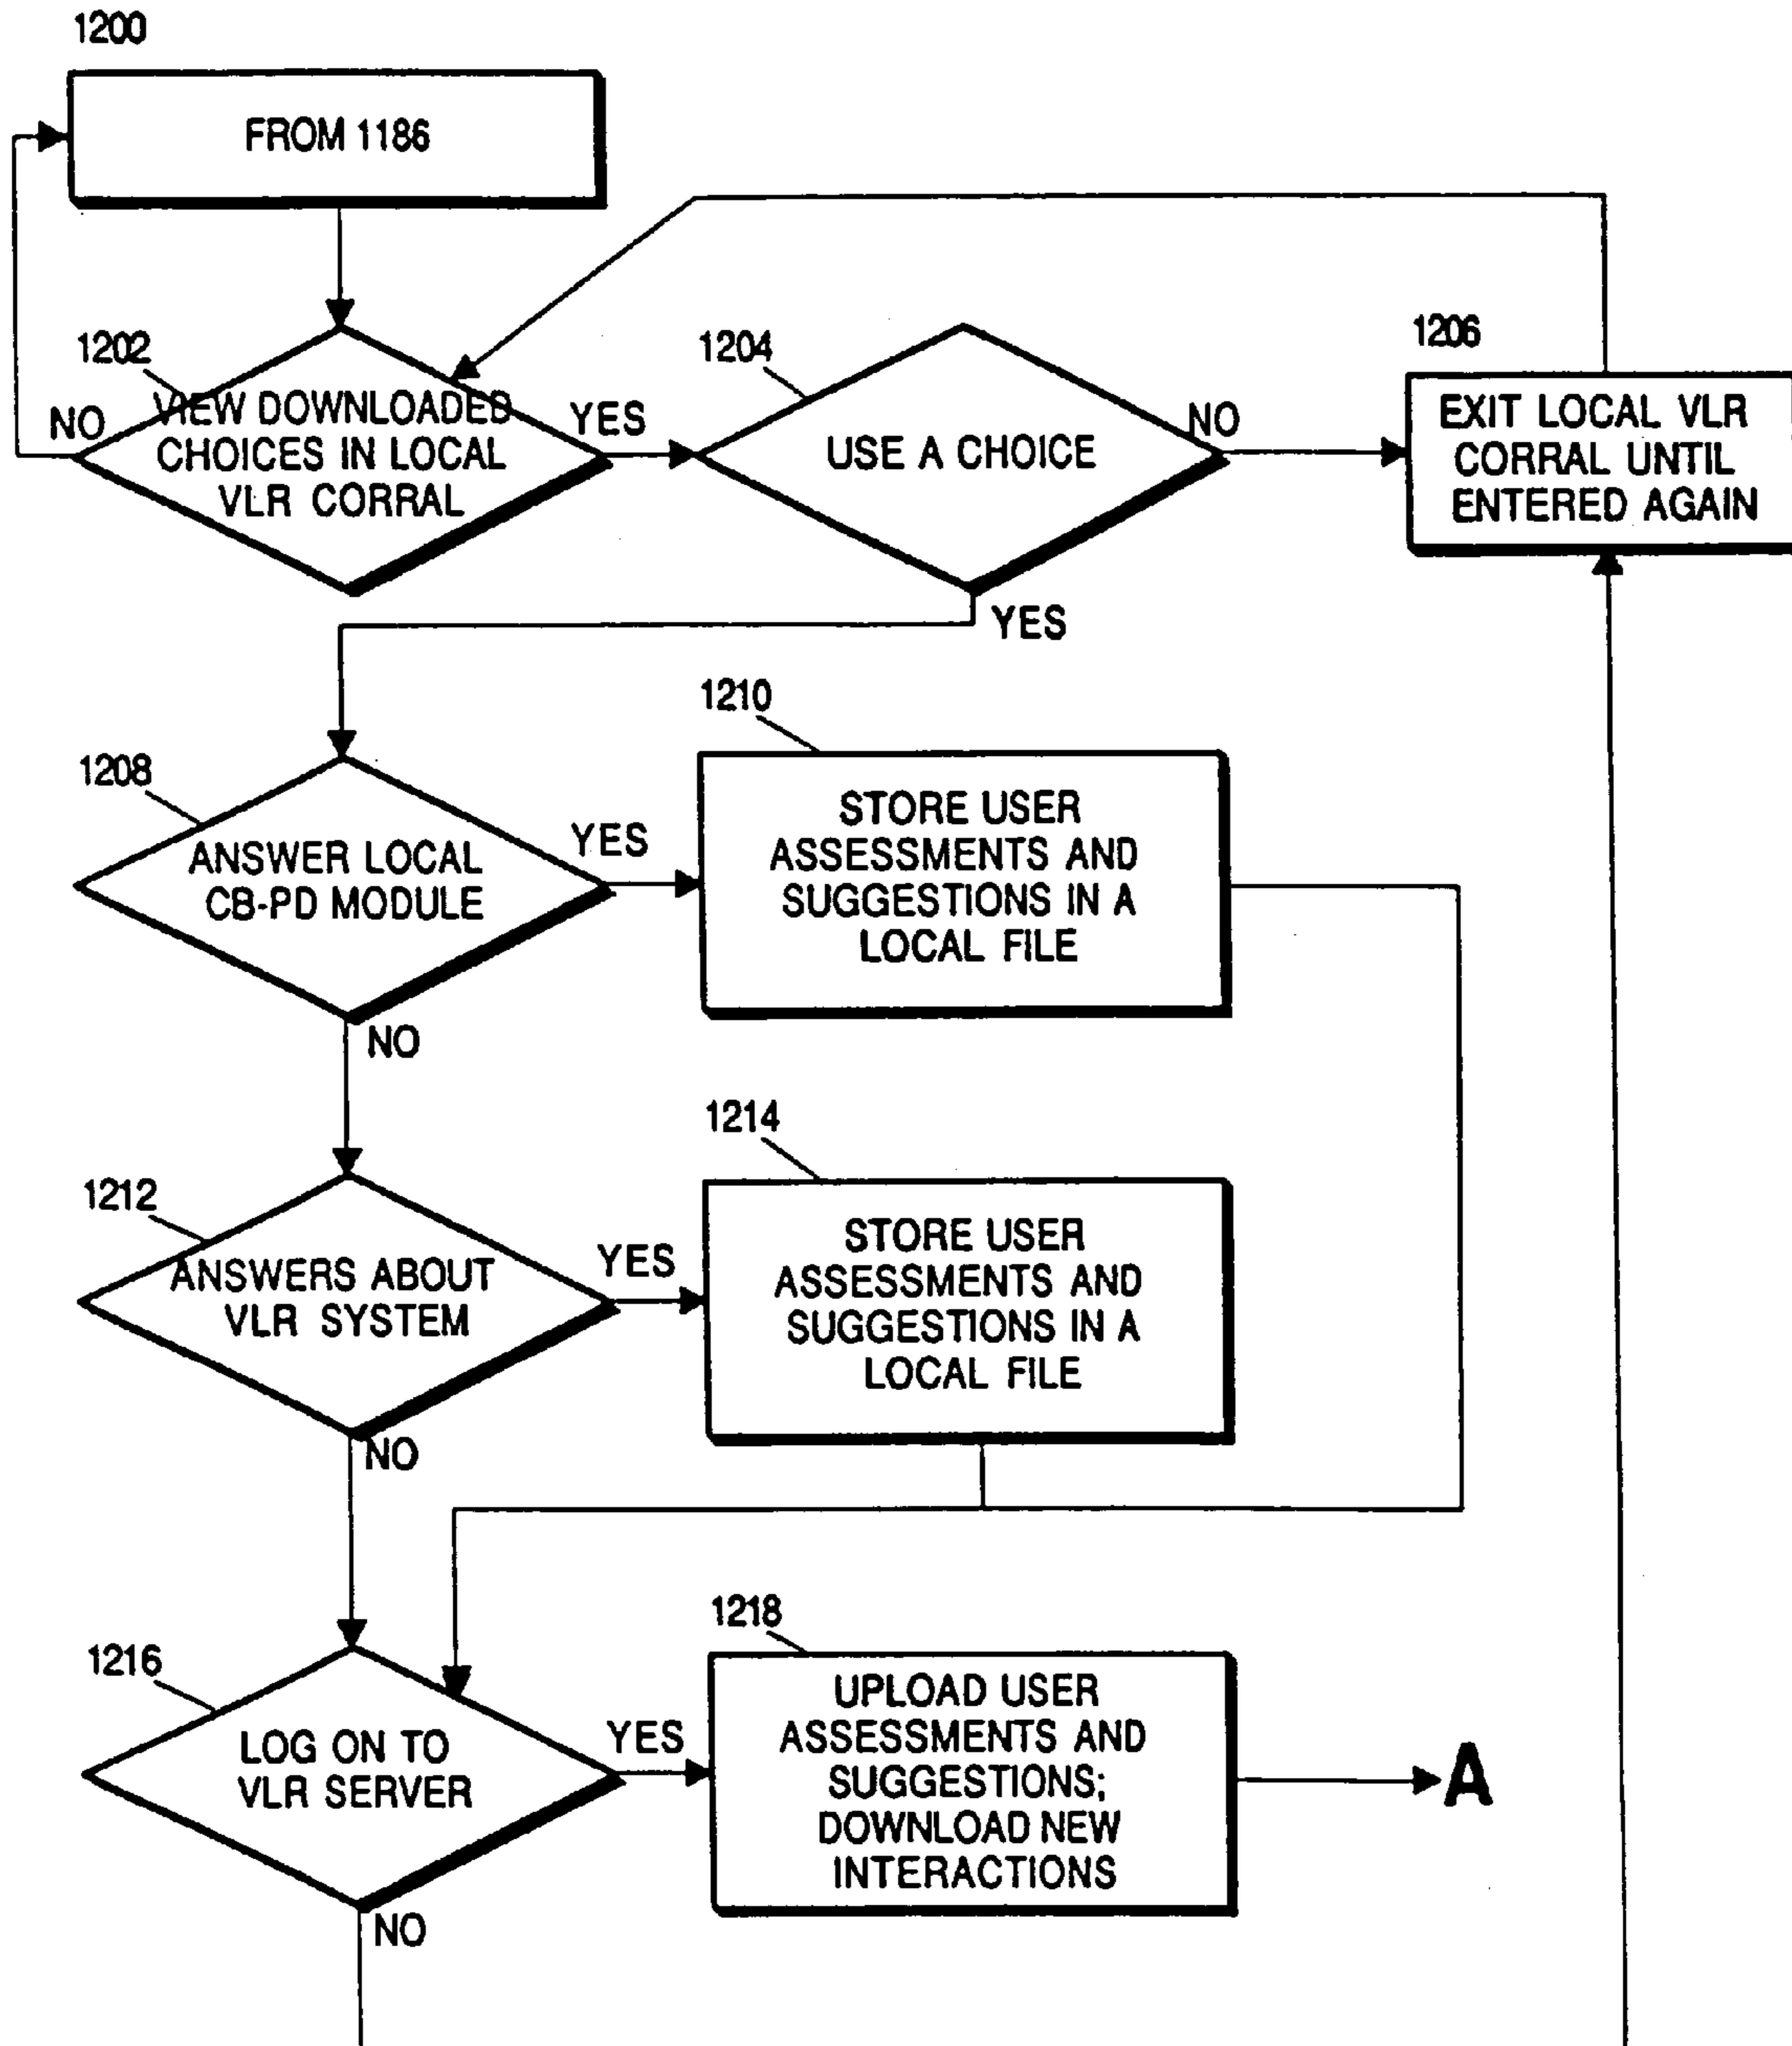 1200
FROM 1186
1202
VIEW DOWNLOADED
CHOICES IN LOCAL
VLR CORRAL
NO
YES
1204
USE A CHOICE
NO
YES
1206
EXIT LOCAL VLR
CORRAL UNTIL
ENTERED AGAIN
1208
ANSWER LOCAL
CB-PD MODULE
YES
NO
1210
STORE USER
ASSESSMENTS AND
SUGGESTIONS IN A
LOCAL FILE
1212
ANSWERS ABOUT
VLR SYSTEM
YES
NO
1214
STORE USER
ASSESSMENTS AND
SUGGESTIONS IN A
LOCAL FILE
1216
LOG ON TO
VLR SERVER
YES
NO
1218
UPLOAD USER
ASSESSMENTS AND
SUGGESTIONS;
DOWNLOAD NEW
INTERACTIONS
A